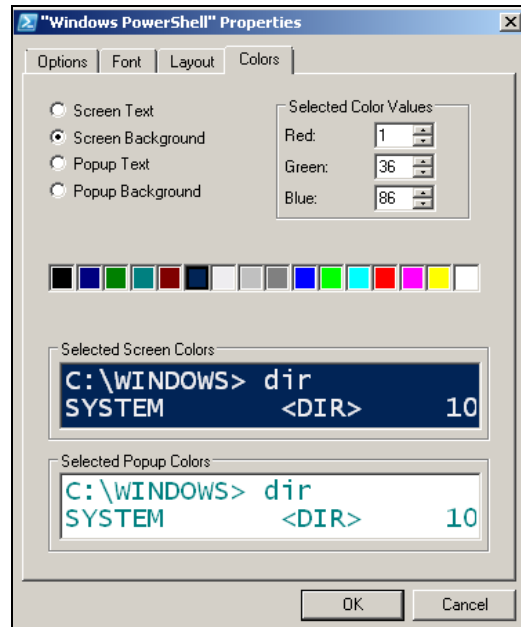 "Windows PowerShell" Properties
Options Font Layout Colors
Screen Text
Screen Background
Popup Text
Popup Background
Selected Color Values
Red: 1
Green: 36
Blue: 86
Selected Screen Colors
C:\WINDOWS> dir
SYSTEM <DIR> 10
Selected Popup Colors
C:\WINDOWS> dir
SYSTEM <DIR> 10
OK Cancel